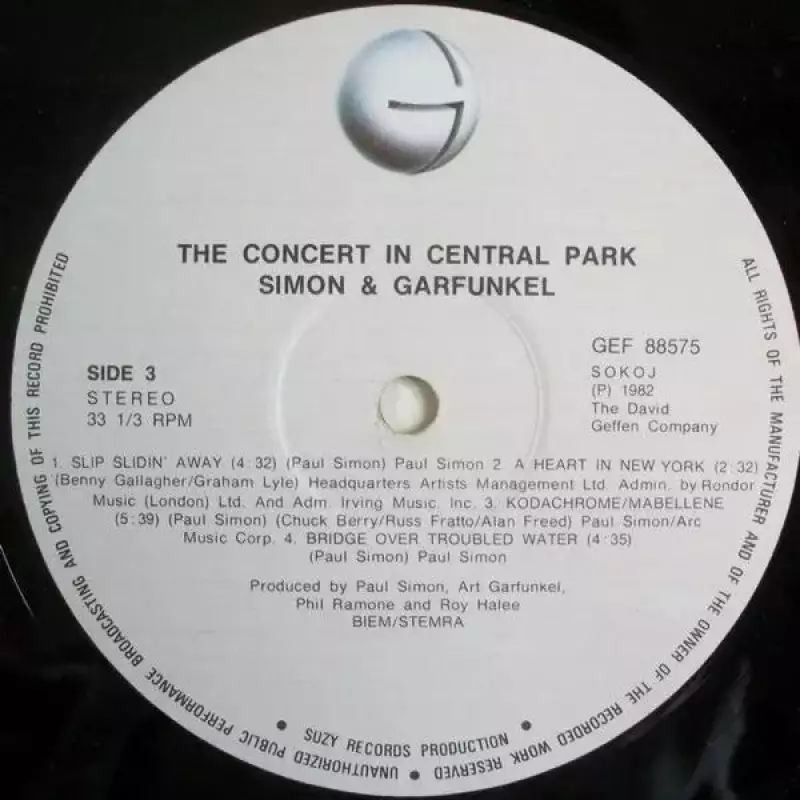 THE CONCERT IN CENTRAL PARK
SIMON & GARFUNKEL
SIDE 3
STEREO
33 1/3 RPM
GEF 88575
SOKOJ
(P) 1982
The David
Geffen Company
1. SLIP SLIDIN' AWAY (4:32) (Paul Simon) Paul Simon 2. A HEART IN NEW YORK (2:32)
(Benny Gallagher/Graham Lyle) Headquarters Artists Management Ltd. Admin. by Rondor
Music (London) Ltd. And Adm. Irving Music. Inc. 3. KODACHROME/MABELLENE
(5:39) (Paul Simon) (Chuck Berry/Russ Fratto/Alan Freed) Paul Simon/Arc
Music Corp. 4. BRIDGE OVER TROUBLED WATER (4:35)
(Paul Simon) Paul Simon
Produced by Paul Simon, Art Garfunkel,
Phil Ramone and Roy Halee
BIEM/STEMRA
ALL RIGHTS OF THE MANUFACTURER AND OF THE OWNER OF THE RECORDED WORK RESERVED • UNAUTHORIZED PUBLIC PERFORMANCE BROADCASTING AND COPYING OF THIS RECORD PROHIBITED
• SUZY RECORDS PRODUCTION •